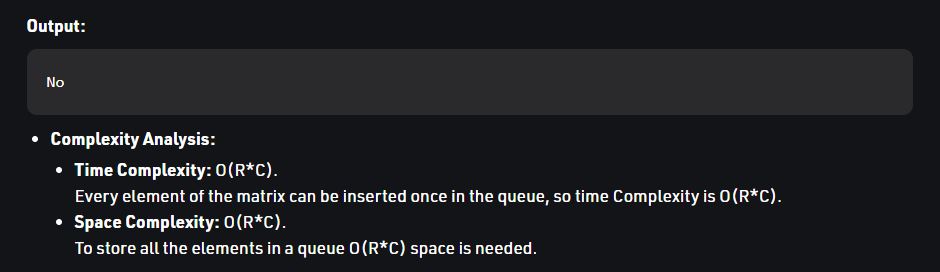 Output:
No
• Complexity Analysis:
• Time Complexity: O(R*C).
Every element of the matrix can be inserted once in the queue, so time Complexity is O(R*C).
• Space Complexity: O(R*C).
To store all the elements in a queue O(R*C) space is needed.